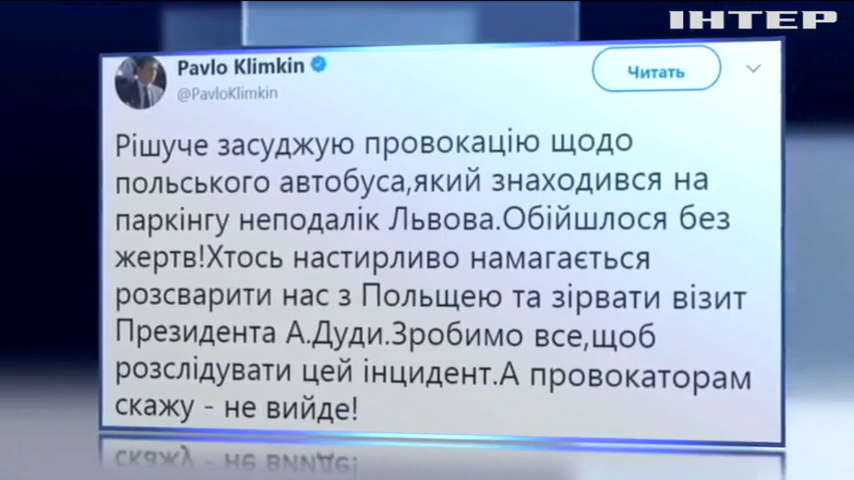 ІНТЕР
Pavlo Klimkin
@PavloKlimkin
Читать
Рішуче засуджую провокацію щодо
польського автобуса,який знаходився на
паркінгу неподалік Львова.Обійшлося без
жертв!Хтось настирливо намагається
розсварити нас з Польщею та зірвати візит
Президента А.Дуди.Зробимо все,щоб
розслідувати цей інцидент.А провокаторам
скажу - не вийде!